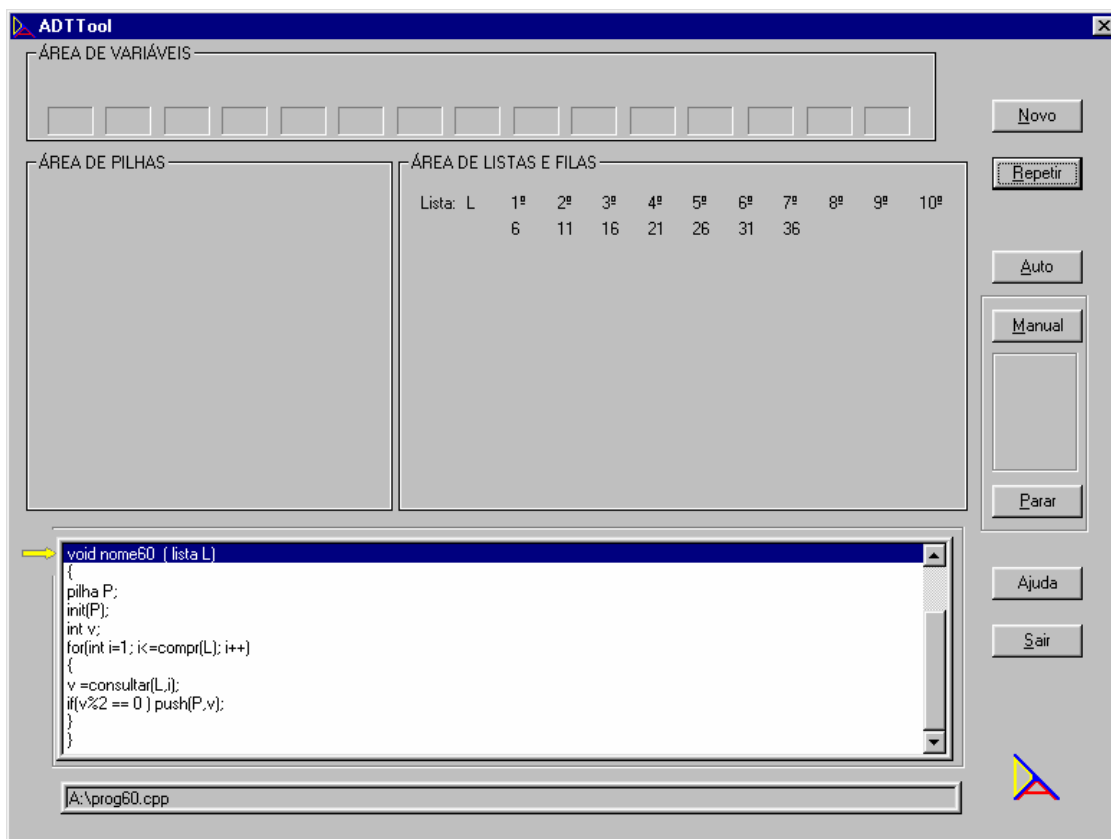 ADTTool
ÁREA DE VARIÁVEIS
Novo
ÁREA DE PILHAS
ÁREA DE LISTAS E FILAS
Repetir
Lista: L 1º 2º 3º 4º 5º 6º 7º 8º 9º 10º
6 11 16 21 26 31 36
Auto
Manual
Parar
void nome60 ( lista L)
{
pilha P;
init(P);
int v;
for(int i=1; i<=compr(L); i++)
{
v =consultar(L,i);
if(v%2 == 0 ) push(P,v);
}
}
Ajuda
Sair
A:\prog60.cpp